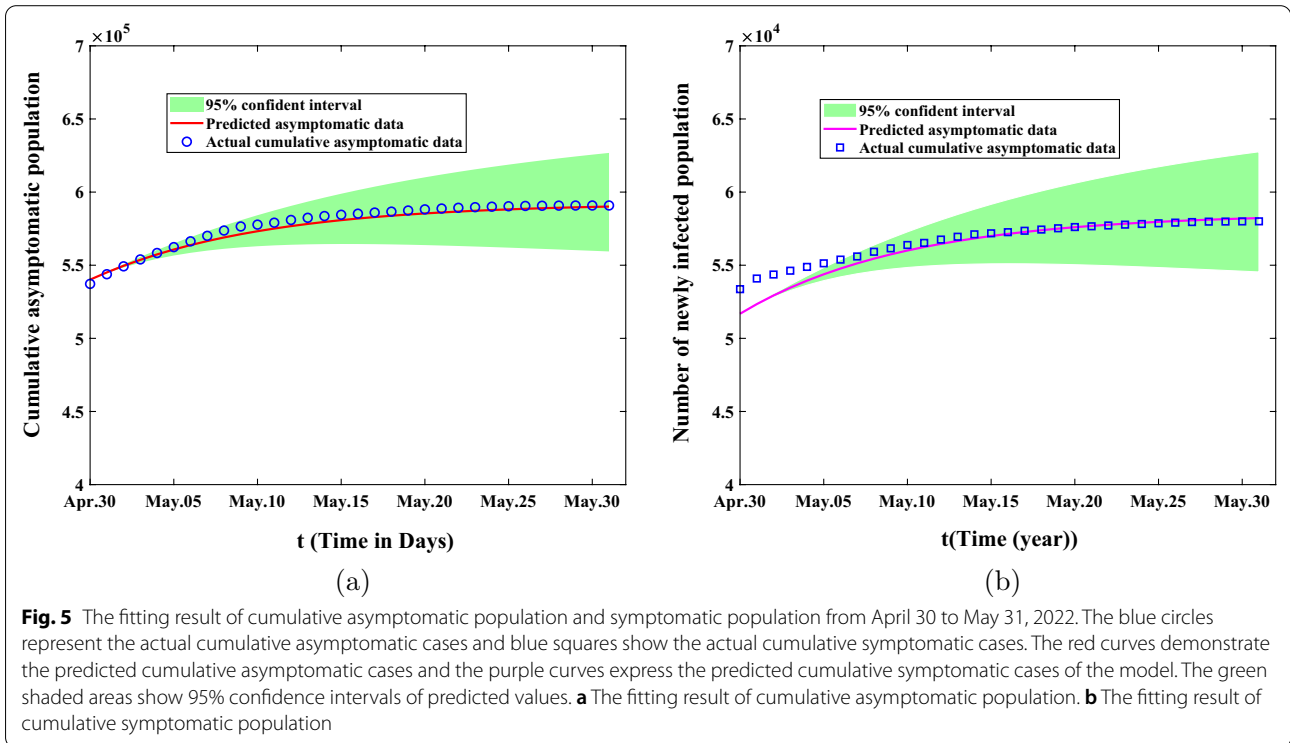 ×10^5
7
6.5
6
5.5
5
4.5
4
Cumulative asymptomatic population
95% confident interval
Predicted asymptomatic data
Actual cumulative asymptomatic data
Apr.30 May.05 May.10 May.15 May.20 May.25 May.30
t (Time in Days)
(a)
×10^4
7
6.5
6
5.5
5
4.5
4
Number of newly infected population
95% confident interval
Predicted asymptomatic data
Actual cumulative asymptomatic data
Apr.30 May.05 May.10 May.15 May.20 May.25 May.30
t(Time (year))
(b)
Fig. 5 The fitting result of cumulative asymptomatic population and symptomatic population from April 30 to May 31, 2022. The blue circles
represent the actual cumulative asymptomatic cases and blue squares show the actual cumulative symptomatic cases. The red curves demonstrate
the predicted cumulative asymptomatic cases and the purple curves express the predicted cumulative symptomatic cases of the model. The green
shaded areas show 95% confidence intervals of predicted values. a The fitting result of cumulative asymptomatic population. b The fitting result of
cumulative symptomatic population